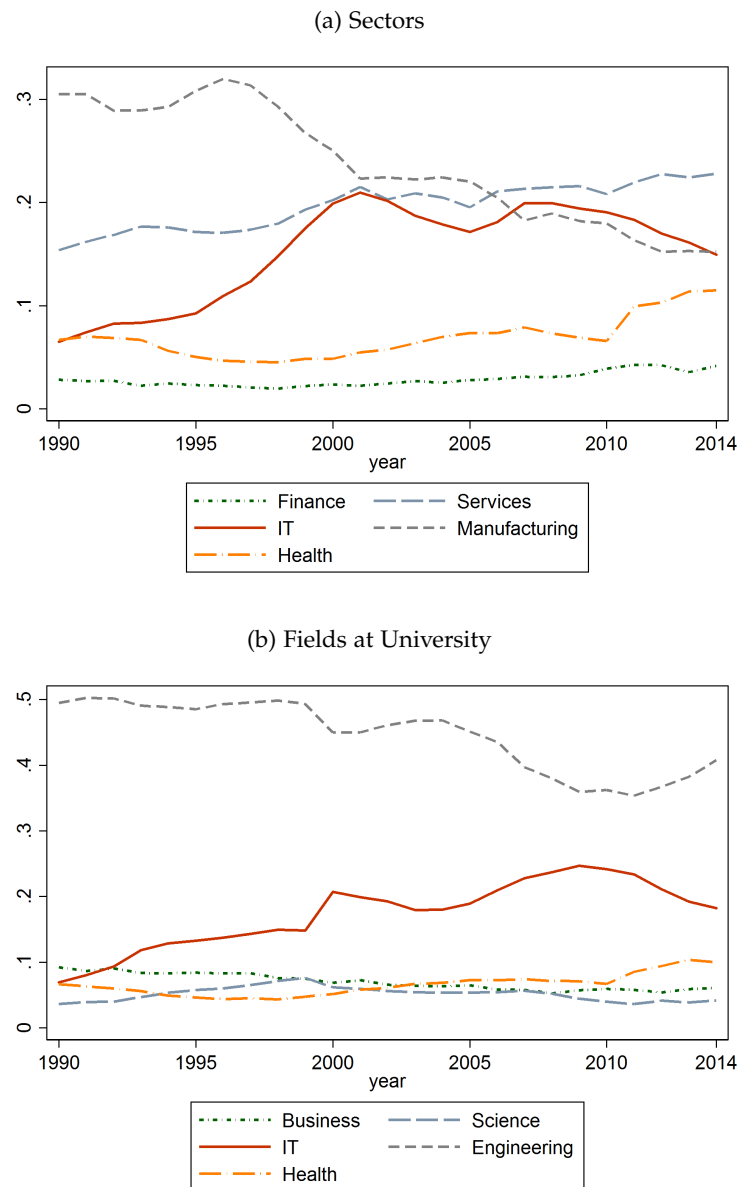 (a) Sectors
.3
.2
.1
0
1990 1995 2000 2005 2010 2014
year
Finance Services
IT Manufacturing
Health
(b) Fields at University
.5
.4
.3
.2
.1
0
1990 1995 2000 2005 2010 2014
year
Business Science
IT Engineering
Health